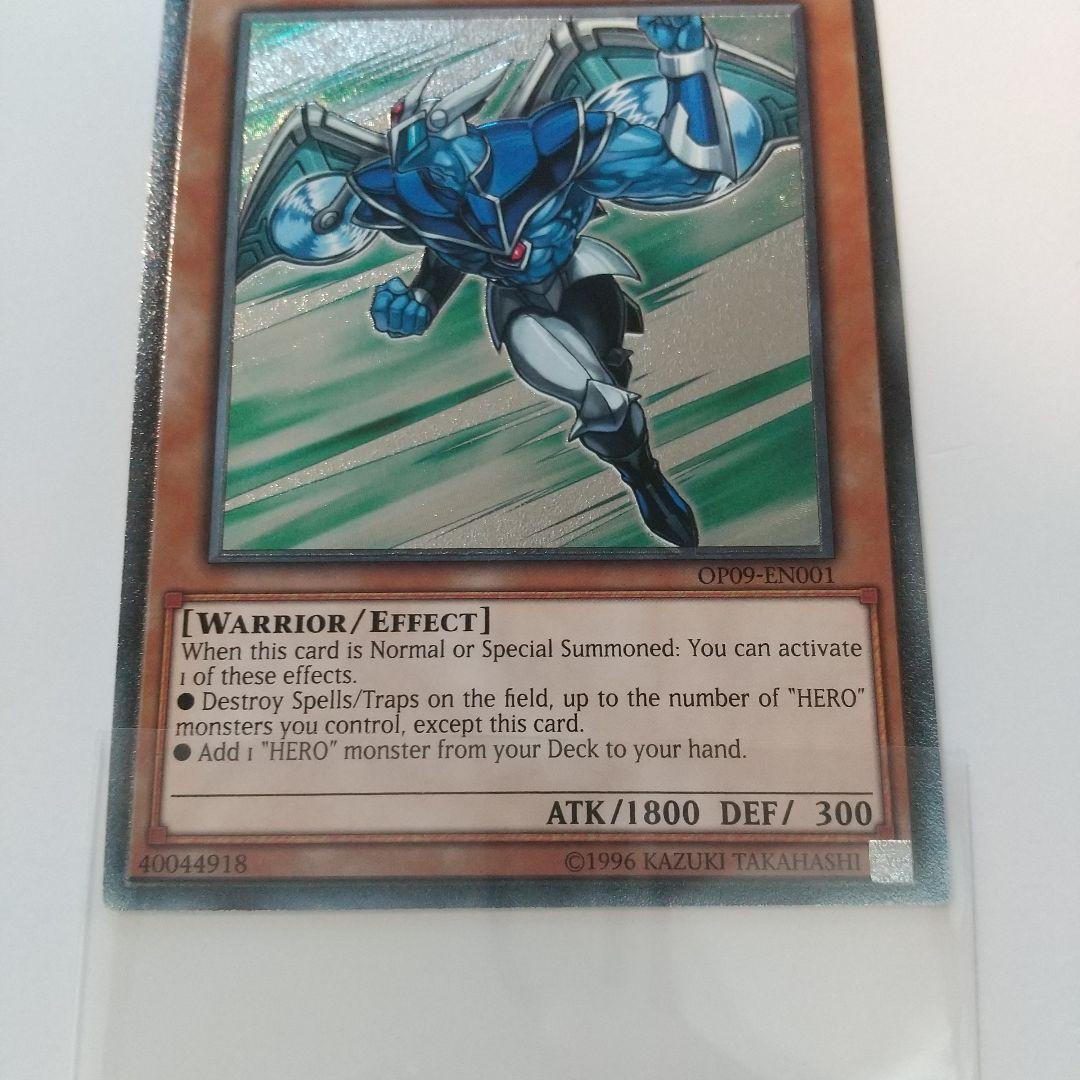 OP09-EN001
[WARRIOR/EFFECT]
When this card is Normal or Special Summoned: You can activate
1 of these effects.
● Destroy Spells/Traps on the field, up to the number of "HERO"
monsters you control, except this card.
● Add 1 "HERO" monster from your Deck to your hand.
ATK/1800 DEF/ 300
40044918
©1996 KAZUKI TAKAHASHI